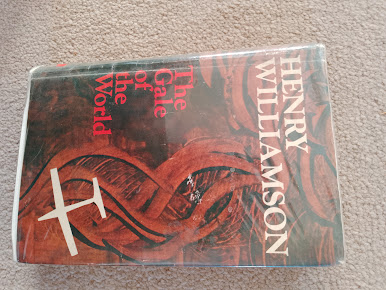 HENRY
WILLIAMSON
The
Gale
of
the
World